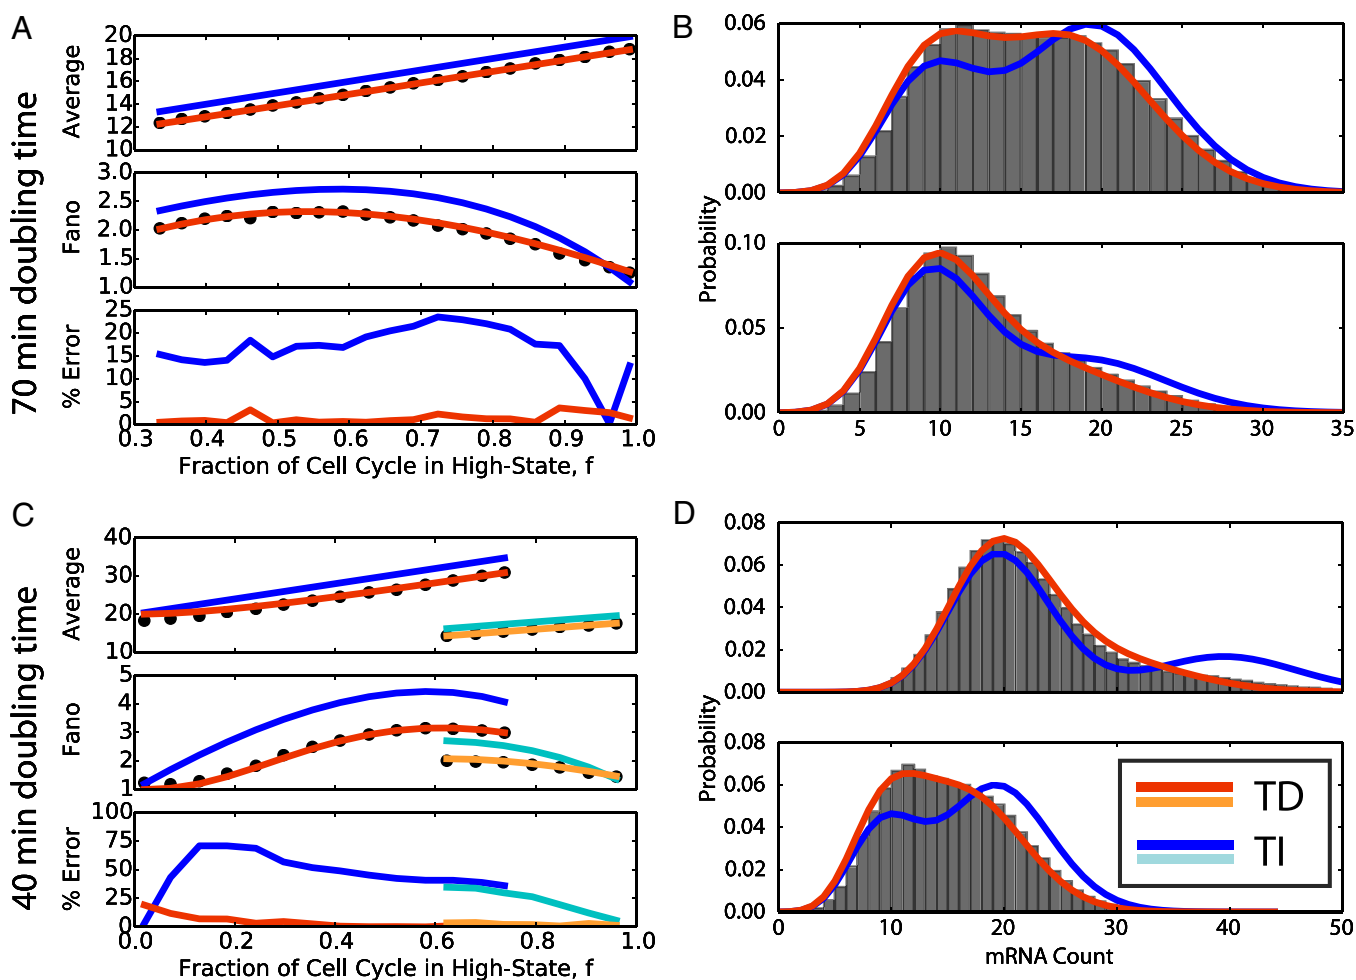 A
70 min doubling time
Average
20
18
16
14
12
10
Fano
3.0
2.5
2.0
1.5
1.0
% Error
25
20
15
10
5
0
0.3 0.4 0.5 0.6 0.7 0.8 0.9 1.0
Fraction of Cell Cycle in High-State, f
B
Probability
0.06
0.04
0.02
0.00
0.10
0.05
0.00
0 5 10 15 20 25 30 35
C
40 min doubling time
Average
40
30
20
10
Fano
5
4
3
2
1
% Error
100
75
50
25
0
0.0 0.2 0.4 0.6 0.8 1.0
Fraction of Cell Cycle in High-State, f
D
Probability
0.08
0.06
0.04
0.02
0.00
0.08
0.06
0.04
0.02
0.00
0 10 20 30 40 50
mRNA Count
TD
TI